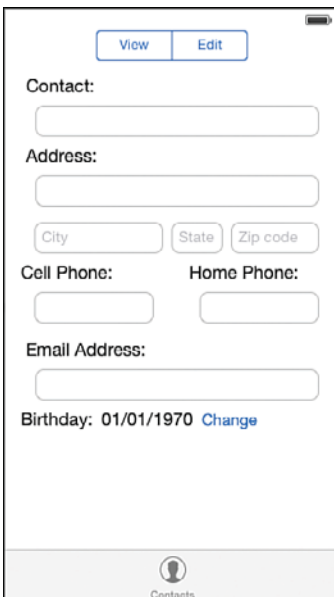 View Edit
Contact:
Address:
City State Zip code
Cell Phone: Home Phone:
Email Address:
Birthday: 01/01/1970 Change
Contacts